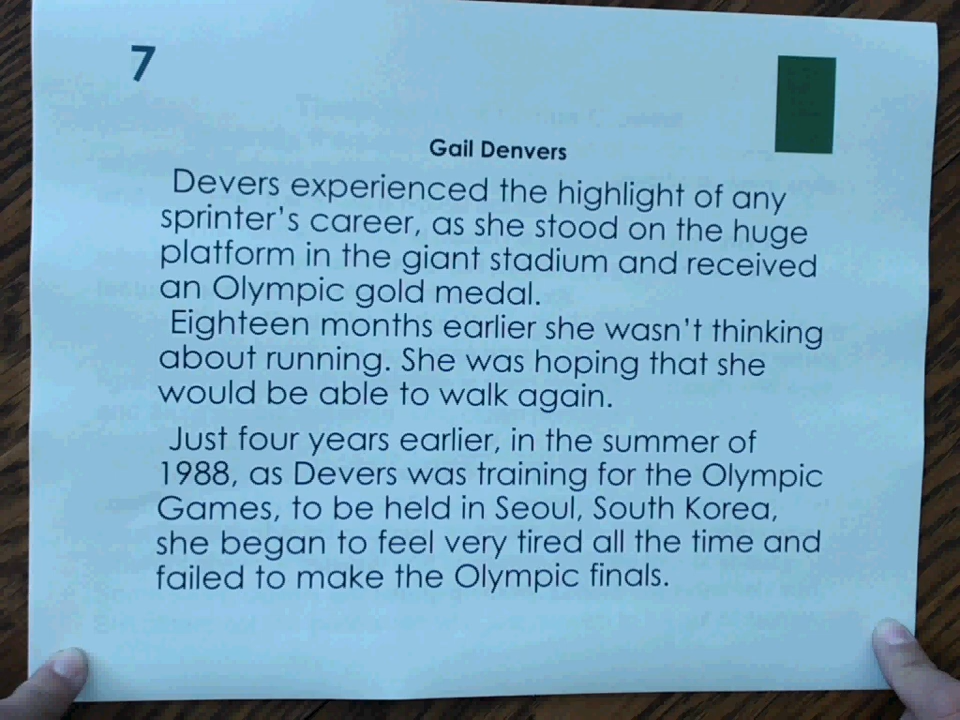 7
Gail Denvers
Devers experienced the highlight of any
sprinter's career, as she stood on the huge
platform in the giant stadium and received
an Olympic gold medal.
Eighteen months earlier she wasn't thinking
about running. She was hoping that she
would be able to walk again.
Just four years earlier, in the summer of
1988, as Devers was training for the Olympic
Games, to be held in Seoul, South Korea,
she began to feel very tired all the time and
failed to make the Olympic finals.